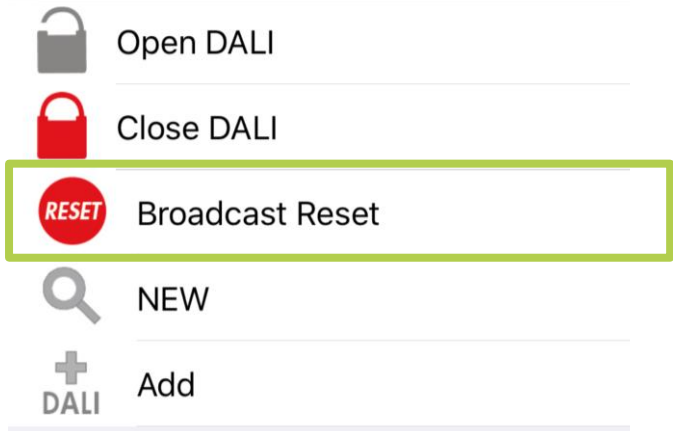 Open DALI
Close DALI
RESET Broadcast Reset
NEW
DALI Add